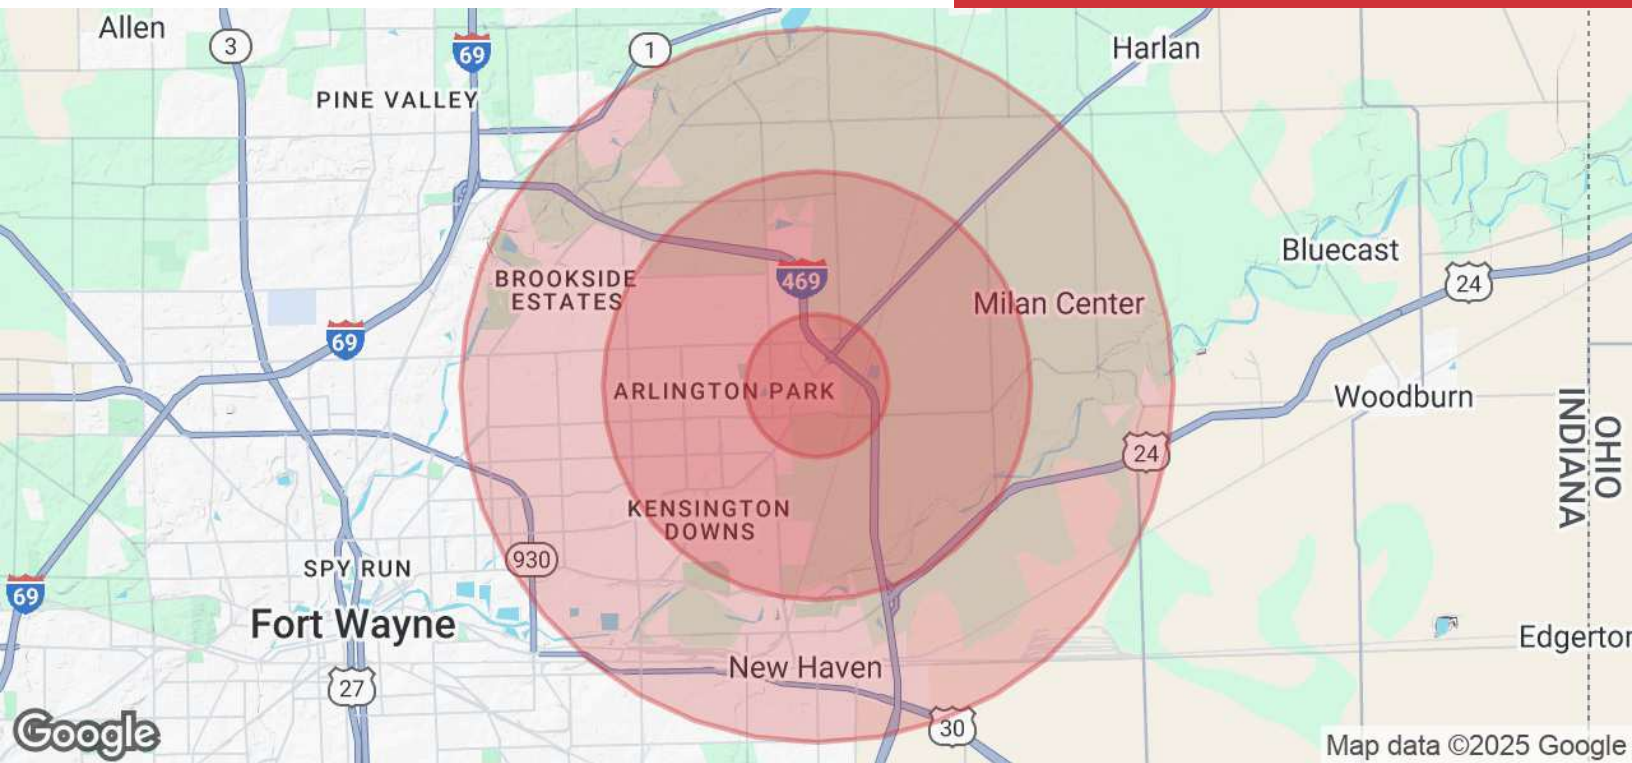 Allen
3
69
1
Harlan
PINE VALLEY
BROOKSIDE
ESTATES
469
Milan Center
Bluecast
24
69
ARLINGTON PARK
Woodburn
OHIO
INDIANA
24
KENSINGTON
DOWNS
930
SPY RUN
69
Fort Wayne
Edgerton
New Haven
27
30
Google
Map data ©2025 Google